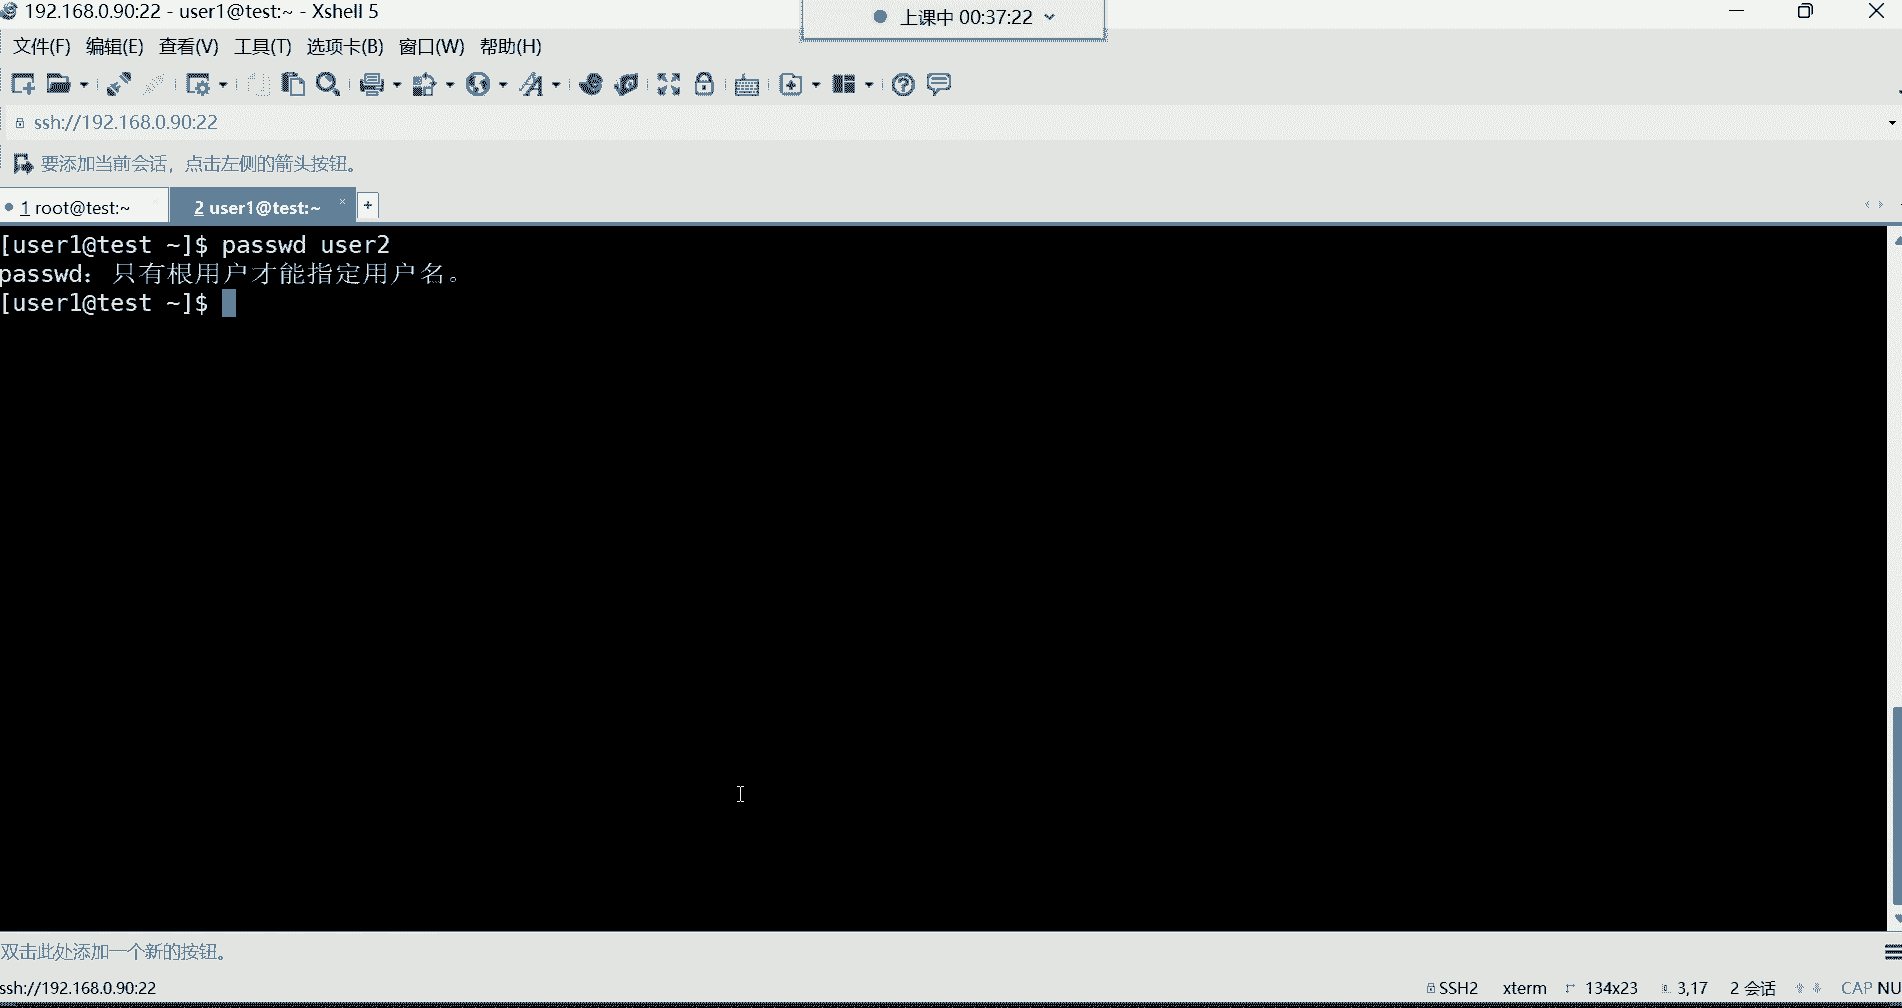 192.168.0.90:22 - user1@test:~ - Xshell 5
上课中 00:37:22
文件(F) 编辑(E) 查看(V) 工具(T) 选项卡(B) 窗口(W) 帮助(H)
ssh://192.168.0.90:22
要添加当前会话，点击左侧的箭头按钮。
1 root@test:~ 2 user1@test:~
[user1@test ~]$ passwd user2
passwd：只有根用户才能指定用户名。
[user1@test ~]$
双击此处添加一个新的按钮。
ssh://192.168.0.90:22 SSH2 xterm 134x23 3,17 2 会话 CAP NU